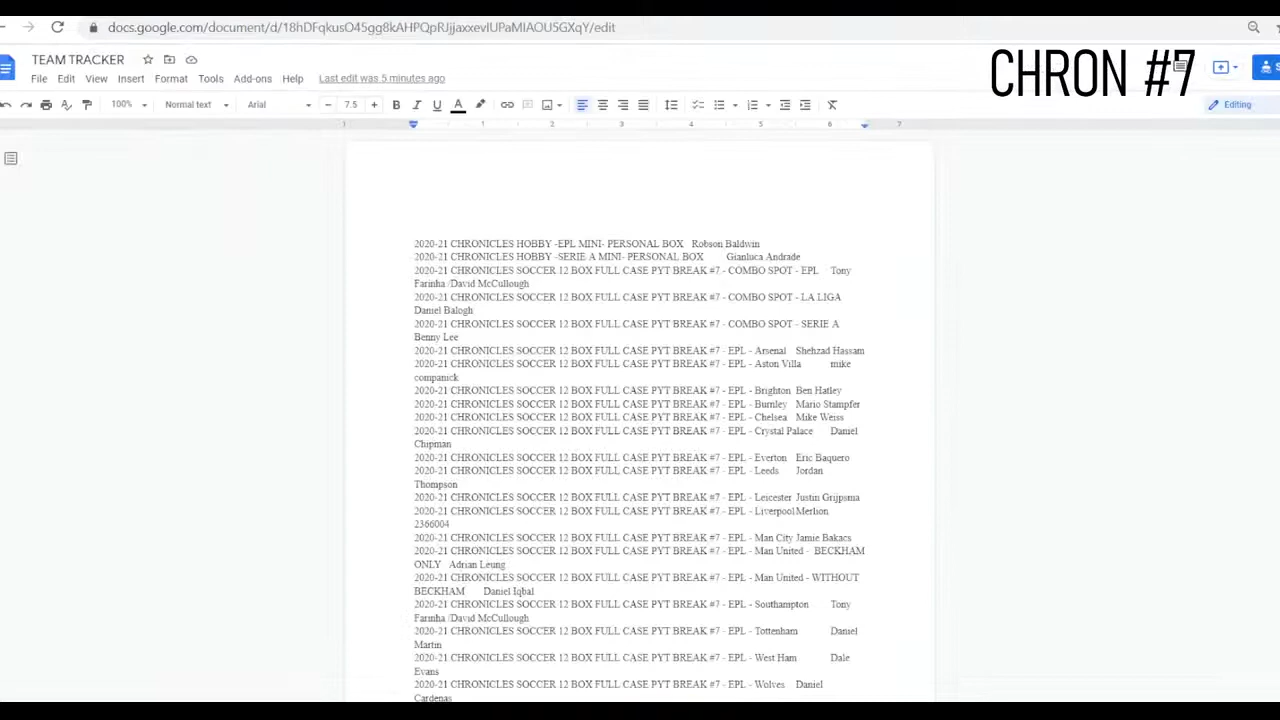 docs.google.com/document/d/18hDFqkusO45gg8kAHPQpRJjjaxxevIUPaMIAOU5GXqY/edit
TEAM TRACKER
CHRON #7
File Edit View Insert Format Tools Add-ons Help Last edit was 5 minutes ago
100% Normal text Arial 7.5 Editing
1 1 2 3 4 5 6 7
2020-21 CHRONICLES HOBBY -EPL MINI- PERSONAL BOX Robson Baldwin
2020-21 CHRONICLES HOBBY -SERIE A MINI- PERSONAL BOX Gianluca Andrade
2020-21 CHRONICLES SOCCER 12 BOX FULL CASE PYT BREAK #7 - COMBO SPOT - EPL Tony
Farinha /David McCullough
2020-21 CHRONICLES SOCCER 12 BOX FULL CASE PYT BREAK #7 - COMBO SPOT - LA LIGA
Daniel Balogh
2020-21 CHRONICLES SOCCER 12 BOX FULL CASE PYT BREAK #7 - COMBO SPOT - SERIE A
Benny Lee
2020-21 CHRONICLES SOCCER 12 BOX FULL CASE PYT BREAK #7 - EPL - Arsenal Shehzad Hassam
2020-21 CHRONICLES SOCCER 12 BOX FULL CASE PYT BREAK #7 - EPL - Aston Villa mike
companick
2020-21 CHRONICLES SOCCER 12 BOX FULL CASE PYT BREAK #7 - EPL - Brighton Ben Hatley
2020-21 CHRONICLES SOCCER 12 BOX FULL CASE PYT BREAK #7 - EPL - Burnley Mario Stampfer
2020-21 CHRONICLES SOCCER 12 BOX FULL CASE PYT BREAK #7 - EPL - Chelsea Mike Weiss
2020-21 CHRONICLES SOCCER 12 BOX FULL CASE PYT BREAK #7 - EPL - Crystal Palace Daniel
Chipman
2020-21 CHRONICLES SOCCER 12 BOX FULL CASE PYT BREAK #7 - EPL - Everton Eric Baquero
2020-21 CHRONICLES SOCCER 12 BOX FULL CASE PYT BREAK #7 - EPL - Leeds Jordan
Thompson
2020-21 CHRONICLES SOCCER 12 BOX FULL CASE PYT BREAK #7 - EPL - Leicester Justin Grijpsma
2020-21 CHRONICLES SOCCER 12 BOX FULL CASE PYT BREAK #7 - EPL - Liverpool Merlson
2366004
2020-21 CHRONICLES SOCCER 12 BOX FULL CASE PYT BREAK #7 - EPL - Man City Jamie Bakacs
2020-21 CHRONICLES SOCCER 12 BOX FULL CASE PYT BREAK #7 - EPL - Man United - BECKHAM
ONLY Adrian Leung
2020-21 CHRONICLES SOCCER 12 BOX FULL CASE PYT BREAK #7 - EPL - Man United - WITHOUT
BECKHAM Daniel Iqbal
2020-21 CHRONICLES SOCCER 12 BOX FULL CASE PYT BREAK #7 - EPL - Southampton Tony
Farinha /David McCullough
2020-21 CHRONICLES SOCCER 12 BOX FULL CASE PYT BREAK #7 - EPL - Tottenham Daniel
Martin
2020-21 CHRONICLES SOCCER 12 BOX FULL CASE PYT BREAK #7 - EPL - West Ham Dale
Evans
2020-21 CHRONICLES SOCCER 12 BOX FULL CASE PYT BREAK #7 - EPL - Wolves Daniel
Cardenas